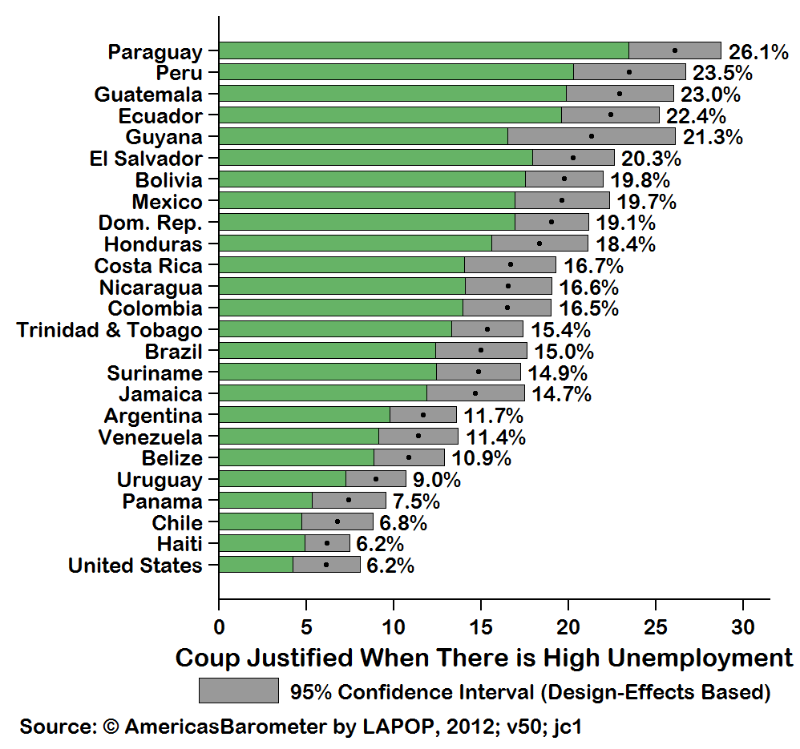 Paraguay 26.1%
Peru 23.5%
Guatemala 23.0%
Ecuador 22.4%
Guyana 21.3%
El Salvador 20.3%
Bolivia 19.8%
Mexico 19.7%
Dom. Rep. 19.1%
Honduras 18.4%
Costa Rica 16.7%
Nicaragua 16.6%
Colombia 16.5%
Trinidad & Tobago 15.4%
Brazil 15.0%
Suriname 14.9%
Jamaica 14.7%
Argentina 11.7%
Venezuela 11.4%
Belize 10.9%
Uruguay 9.0%
Panama 7.5%
Chile 6.8%
Haiti 6.2%
United States 6.2%
0 5 10 15 20 25 30
Coup Justified When There is High Unemployment
95% Confidence Interval (Design-Effects Based)
Source: © AmericasBarometer by LAPOP, 2012; v50; jc1